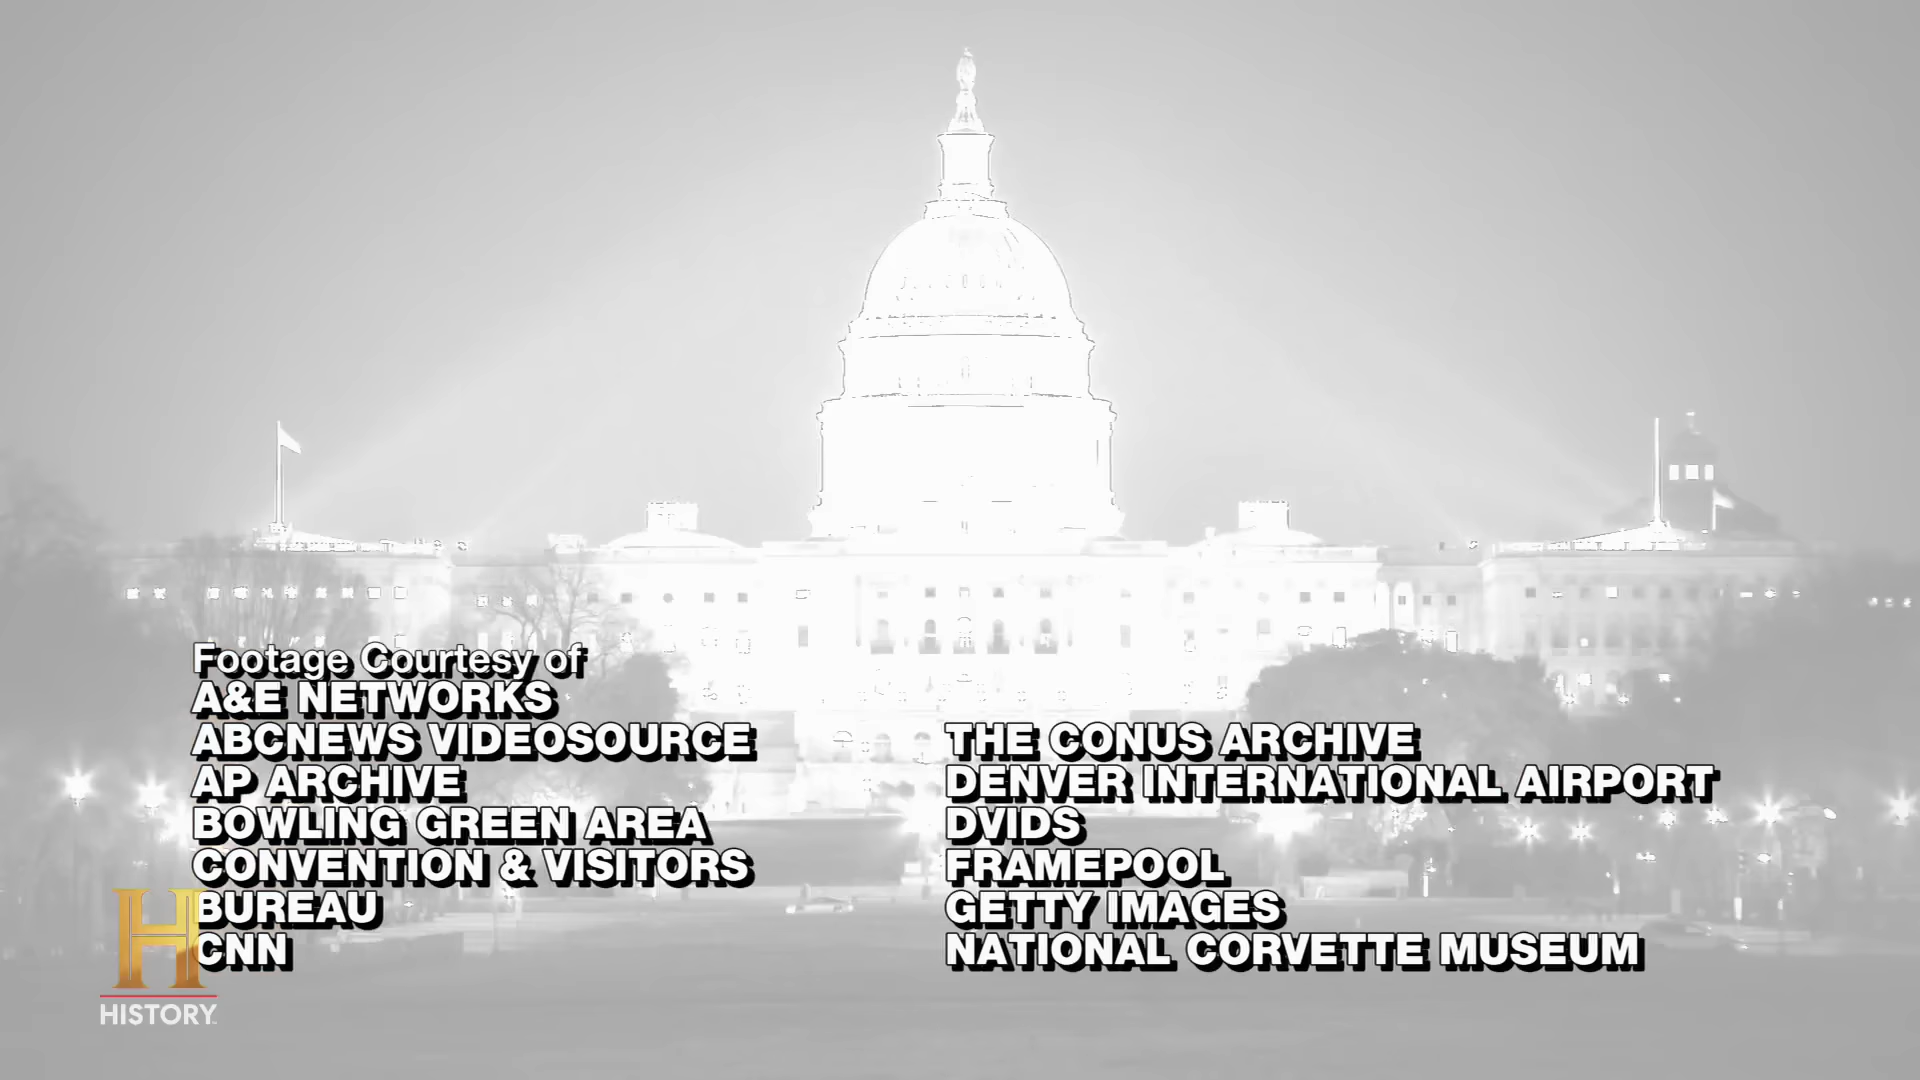 Footage Courtesy of
A&E NETWORKS
ABCNEWS VIDEOSOURCE
AP ARCHIVE
BOWLING GREEN AREA
CONVENTION & VISITORS
BUREAU
CNN
THE CONUS ARCHIVE
DENVER INTERNATIONAL AIRPORT
DVIDS
FRAMEPOOL
GETTY IMAGES
NATIONAL CORVETTE MUSEUM
H
HISTORY